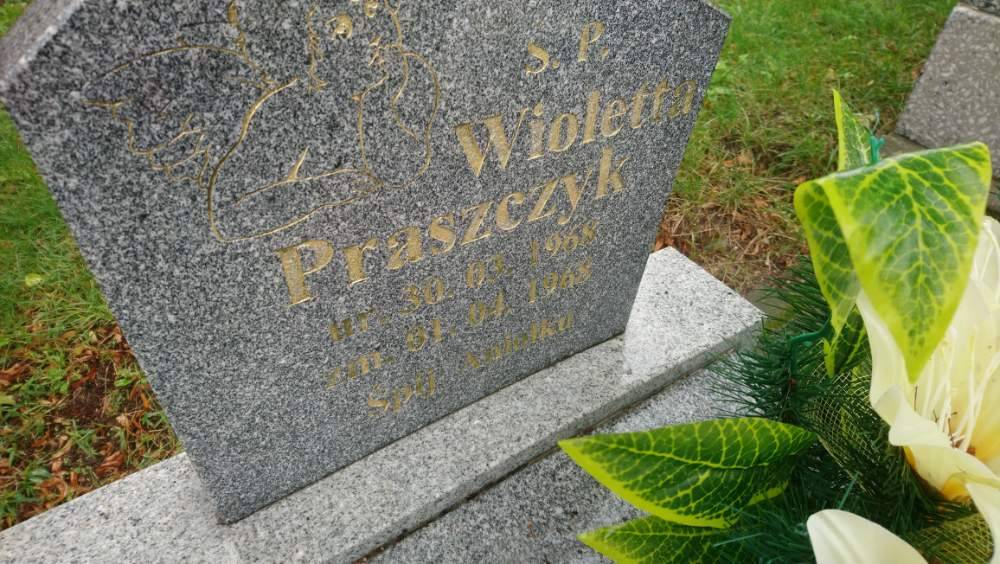 Ś. P.
Wioletta
Praszczyk
ur. 30. 03. 1968
zm. 01. 04. 1968
Śpij Aniołku